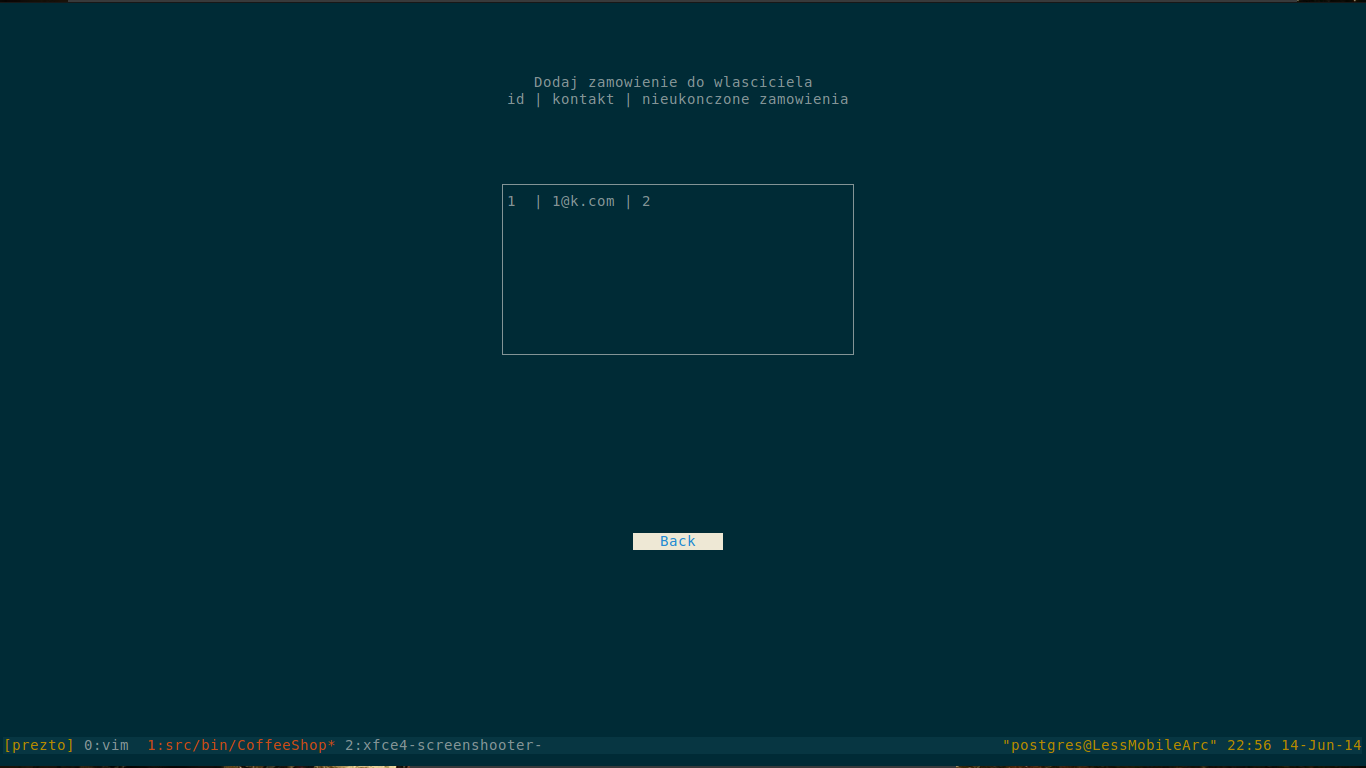 Dodaj zamowienie do wlasciciela
id | kontakt | nieukonczone zamowienia
1  | 1@k.com | 2
Back
[prezto] 0:vim  1:src/bin/CoffeeShop* 2:xfce4-screenshooter- "postgres@LessMobileArc" 22:56 14-Jun-14